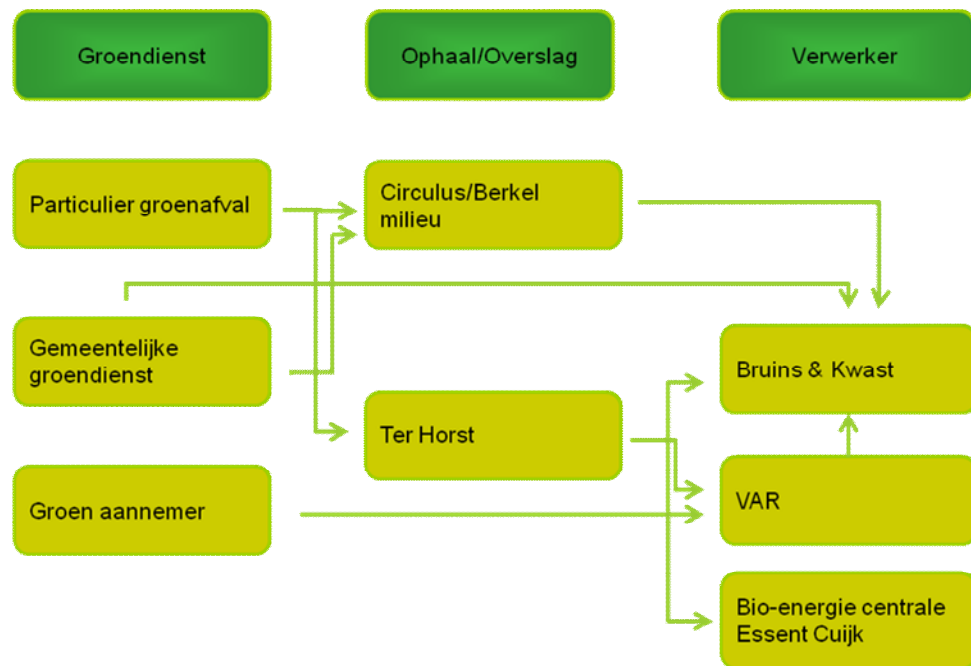 Groendienst
Ophaal/Overslag
Verwerker
Particulier groenafval
Circulus/Berkel
milieu
Gemeentelijke
groendienst
Bruins & Kwast
Ter Horst
Groen aannemer
VAR
Bio-energie centrale
Essent Cuijk